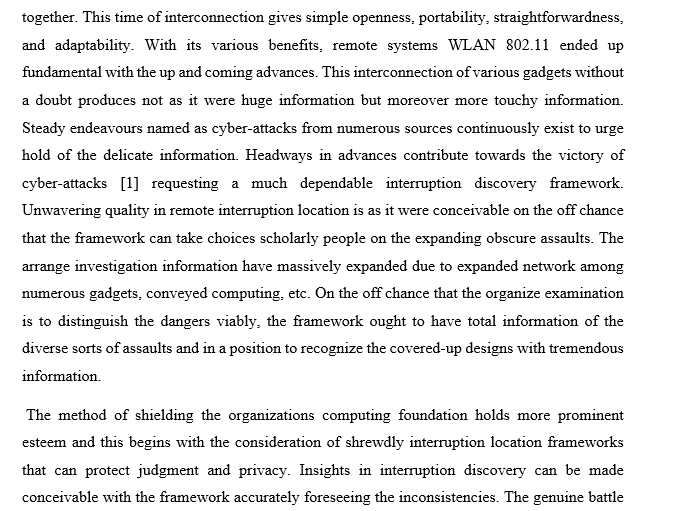 together. This time of interconnection gives simple openness, portability, straightforwardness,
and adaptability. With its various benefits, remote systems WLAN 802.11 ended up
fundamental with the up and coming advances. This interconnection of various gadgets without
a doubt produces not as it were huge information but moreover more touchy information.
Steady endeavours named as cyber-attacks from numerous sources continuously exist to urge
hold of the delicate information. Headways in advances contribute towards the victory of
cyber-attacks [1] requesting a much dependable interruption discovery framework.
Unwavering quality in remote interruption location is as it were conceivable on the off chance
that the framework can take choices scholarly people on the expanding obscure assaults. The
arrange investigation information have massively expanded due to expanded network among
numerous gadgets, conveyed computing, etc. On the off chance that the organize examination
is to distinguish the dangers viably, the framework ought to have total information of the
diverse sorts of assaults and in a position to recognize the covered-up designs with tremendous
information.
The method of shielding the organizations computing foundation holds more prominent
esteem and this begins with the consideration of shrewdly interruption location frameworks
that can protect judgment and privacy. Insights in interruption discovery can be made
conceivable with the framework accurately foreseeing the inconsistencies. The genuine battle